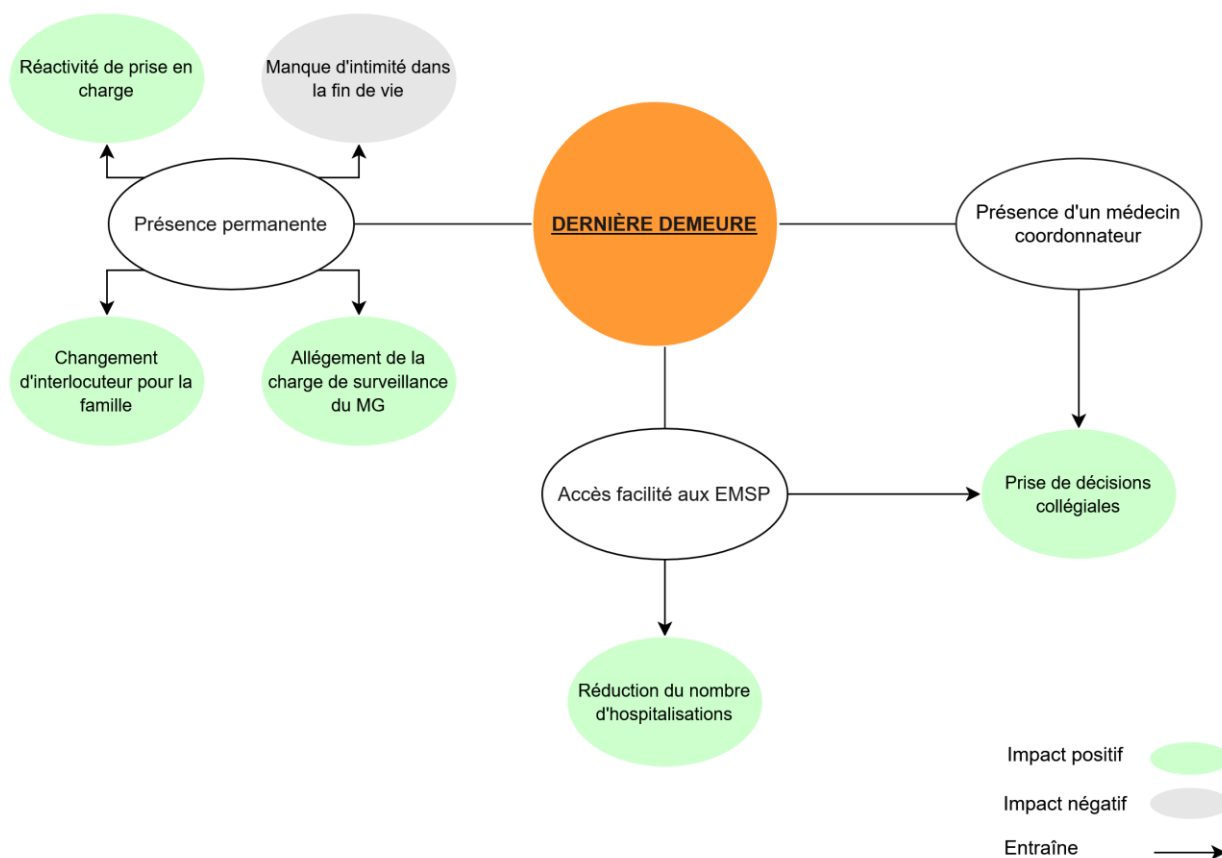 Réactivité de prise en
charge
Manque d'intimité dans
la fin de vie
Présence permanente
DERNIÈRE DEMEURE
Présence d'un médecin
coordonnateur
Changement
d'interlocuteur pour la
famille
Allégement de la
charge de surveillance
du MG
Accès facilité aux EMSP
Prise de décisions
collégiales
Réduction du nombre
d'hospitalisations
Impact positif
Impact négatif
Entraîne